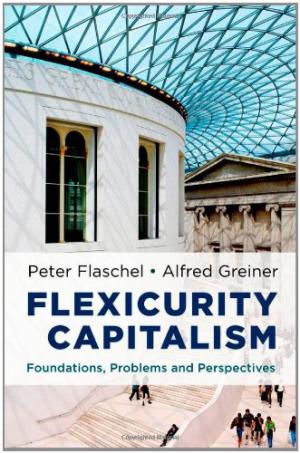 Peter Flaschel • Alfred Greiner
FLEXICURITY
CAPITALISM
Foundations, Problems and Perspectives